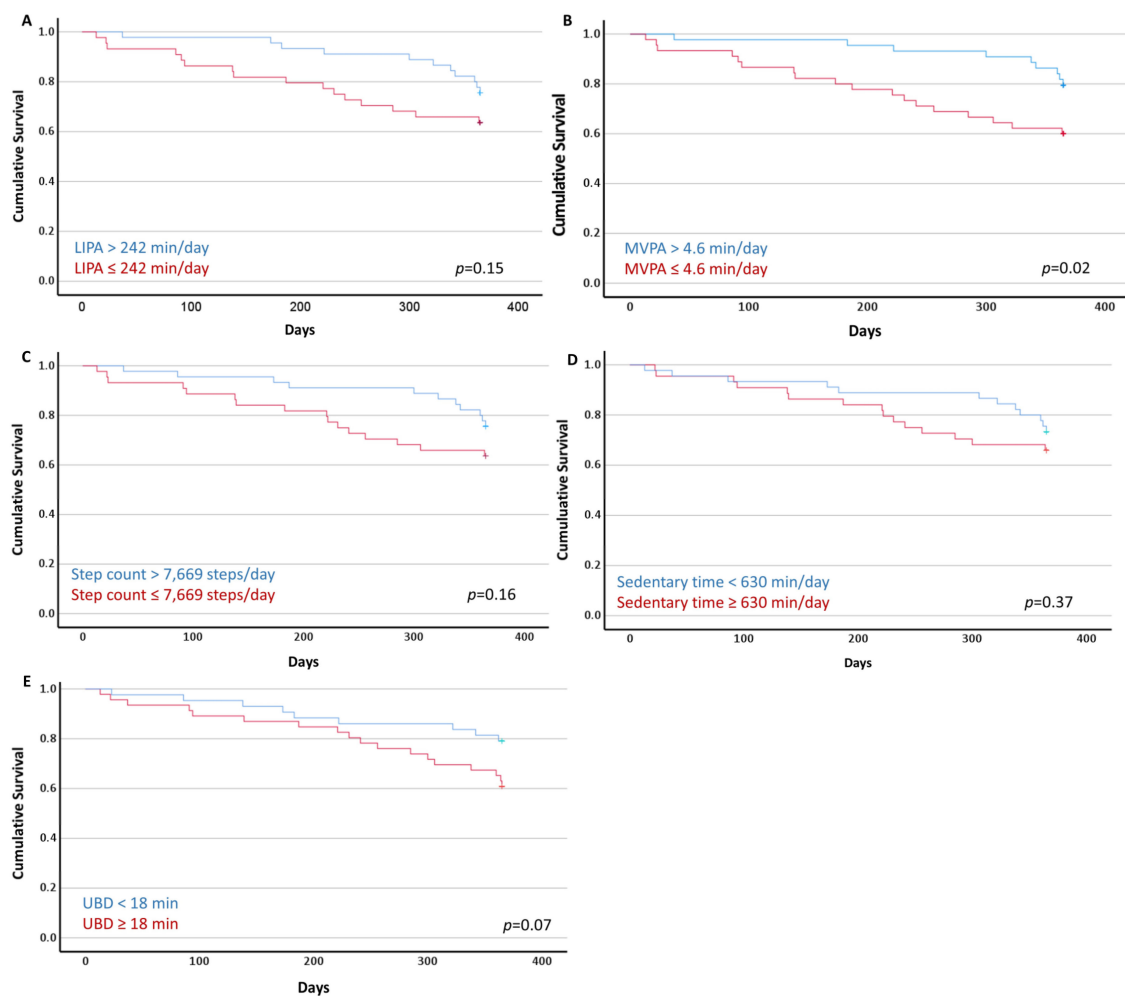 A
1.0
0.8
0.6
0.4
0.2
0.0
Cumulative Survival
LIPA > 242 min/day
LIPA ≤ 242 min/day
p=0.15
0 100 200 300 400
Days
B
1.0
0.8
0.6
0.4
0.2
0.0
Cumulative Survival
MVPA > 4.6 min/day
MVPA ≤ 4.6 min/day
p=0.02
0 100 200 300 400
Days
C
1.0
0.8
0.6
0.4
0.2
0.0
Cumulative Survival
Step count > 7,669 steps/day
Step count ≤ 7,669 steps/day
p=0.16
0 100 200 300 400
Days
D
1.0
0.8
0.6
0.4
0.2
0.0
Cumuluative Survival
Sedentary time < 630 min/day
Sedentary time ≥ 630 min/day
p=0.37
0 100 200 300 400
Days
E
1.0
0.8
0.6
0.4
0.2
0.0
Cumulative Survival
UBD < 18 min
UBD ≥ 18 min
p=0.07
0 100 200 300 400
Days